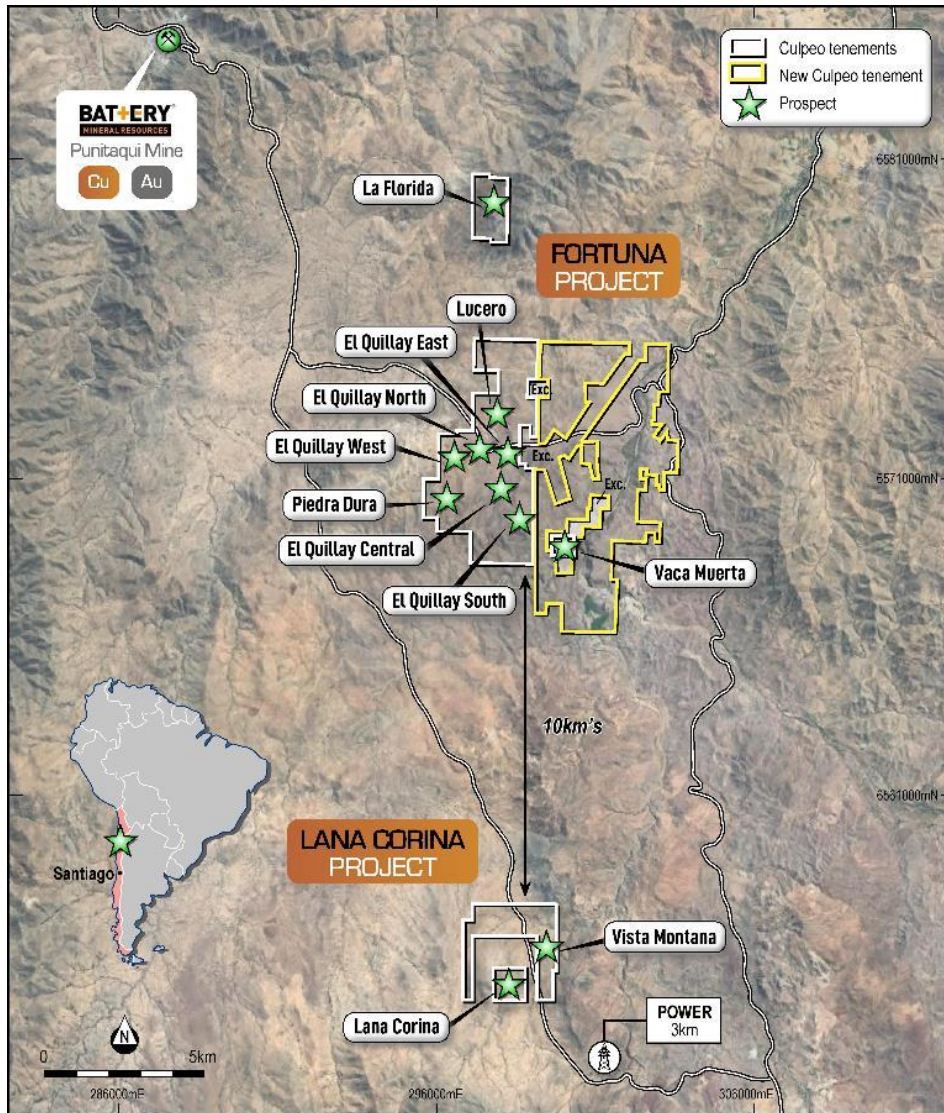 BATTERY
MINERAL RESOURCES
Punitaqui Mine
Cu
Au
Culpeo tenements
New Culpeo tenement
Prospect
6581000mN
La Florida
FORTUNA
PROJECT
Lucero
El Quillay East
El Quillay North
El Quillay West
Piedra Dura
El Quillay Central
El Quillay South
Exc.
Exc.
Exc.
6571000mN
Vaca Muerta
10km's
6561000mN
LANA CORINA
PROJECT
Santiago
Vista Montana
Lana Corina
POWER
3km
N
0
5km
286000mE
296000mE
306000mE